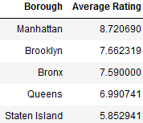 Borough Average Rating
Manhattan 8.720690
Brooklyn 7.662319
Bronx 7.590000
Queens 6.990741
Staten Island 5.852941